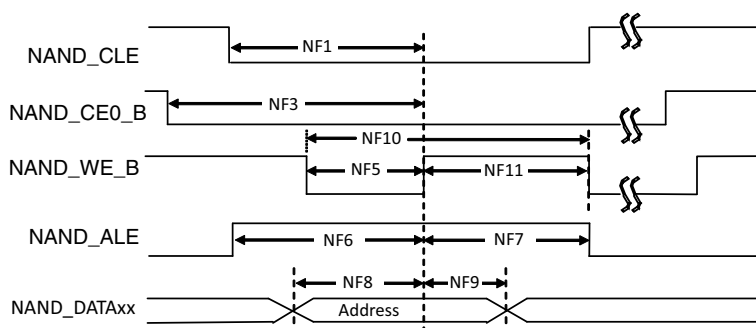 NF1
NAND_CLE
NF3
NAND_CE0_B
NF10
NAND_WE_B
NF5
NF11
NAND_ALE
NF6
NF7
NF8
NF9
NAND_DATAxx
Address